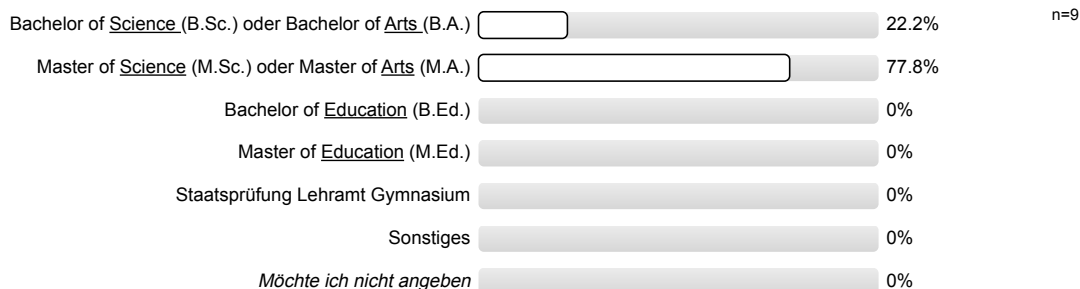 Bachelor of Science (B.Sc.) oder Bachelor of Arts (B.A.) 22.2% n=9
Master of Science (M.Sc.) oder Master of Arts (M.A.) 77.8%
Bachelor of Education (B.Ed.) 0%
Master of Education (M.Ed.) 0%
Staatsprüfung Lehramt Gymnasium 0%
Sonstiges 0%
Möchte ich nicht angeben 0%